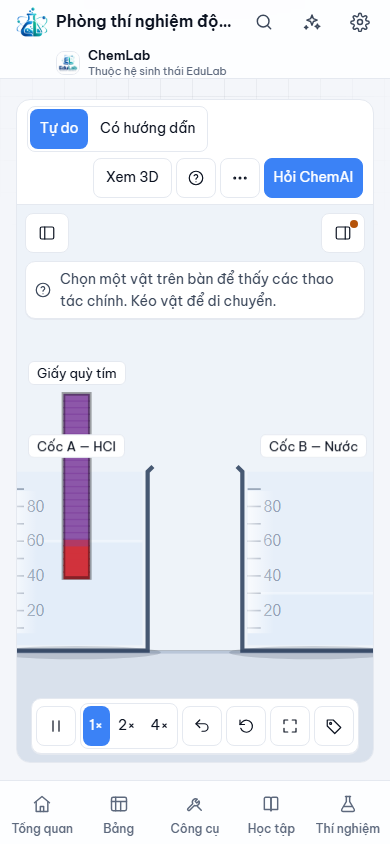 Phòng thí nghiệm độ...
ChemLab
Thuộc hệ sinh thái EduLab
Tự do
Có hướng dẫn
Xem 3D
Hỏi ChemAI
Chọn một vật trên bàn để thấy các thao
tác chính. Kéo vật để di chuyển.
Giấy quỳ tím
Cốc A — HCl
Cốc B — Nước
80
60
40
20
80
60
40
20
1×
2×
4×
Tổng quan
Bảng
Công cụ
Học tập
Thí nghiệm